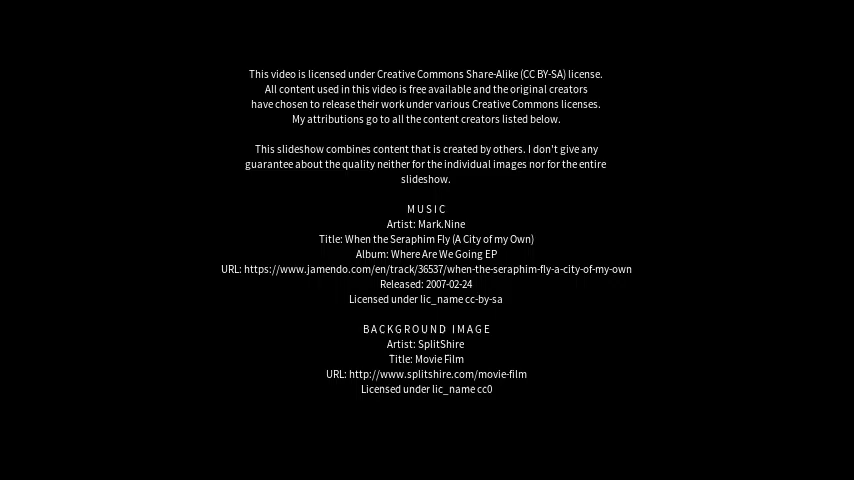 This video is licensed under Creative Commons Share-Alike (CC BY-SA) license.
All content used in this video is free available and the original creators
have chosen to release their work under various Creative Commons licenses.
My attributions go to all the content creators listed below.
This slideshow combines content that is created by others. I don't give any
guarantee about the quality neither for the individual images nor for the entire
slideshow.
MUSIC
Artist: Mark.Nine
Title: When the Seraphim Fly (A City of my Own)
Album: Where Are We Going EP
URL: https://www.jamendo.com/en/track/36537/when-the-seraphim-fly-a-city-of-my-own
Released: 2007-02-24
Licensed under lic_name cc-by-sa
BACKGROUND IMAGE
Artist: SplitShire
Title: Movie Film
URL: http://www.splitshire.com/movie-film
Licensed under lic_name cc0